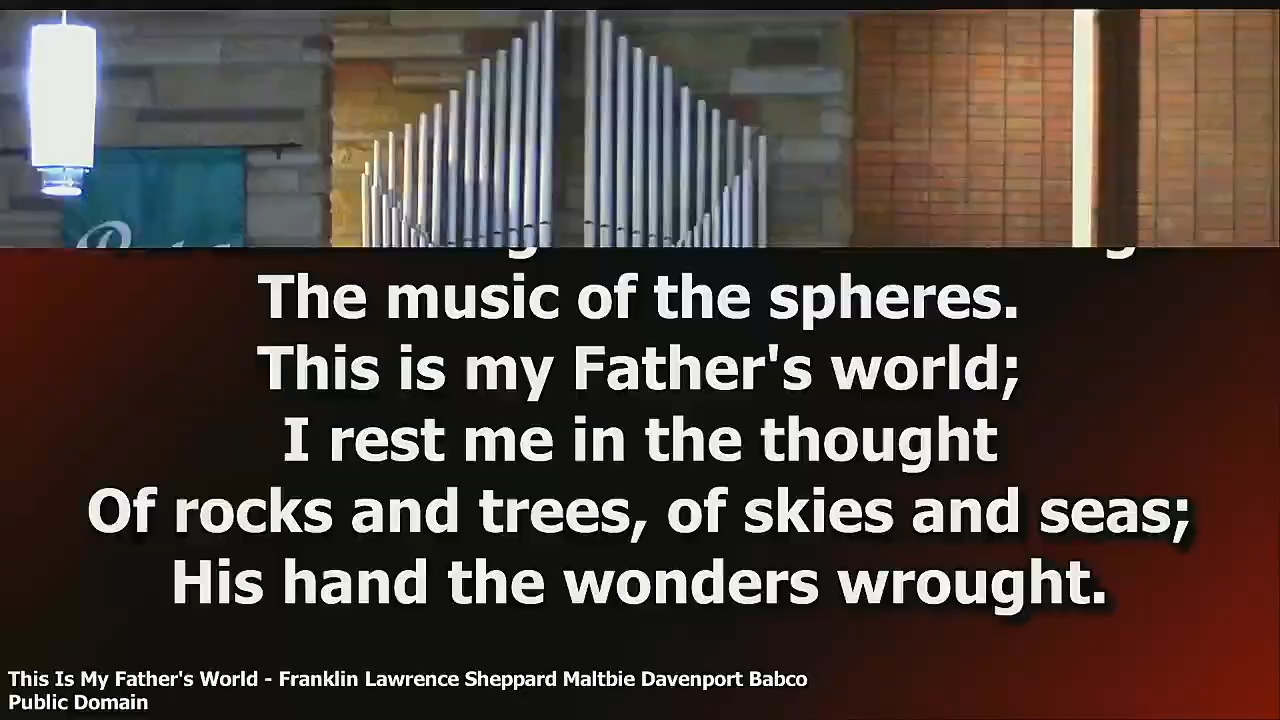 The music of the spheres.
This is my Father's world;
I rest me in the thought
Of rocks and trees, of skies and seas;
His hand the wonders wrought.
This Is My Father's World - Franklin Lawrence Sheppard Maltbie Davenport Babco
Public Domain